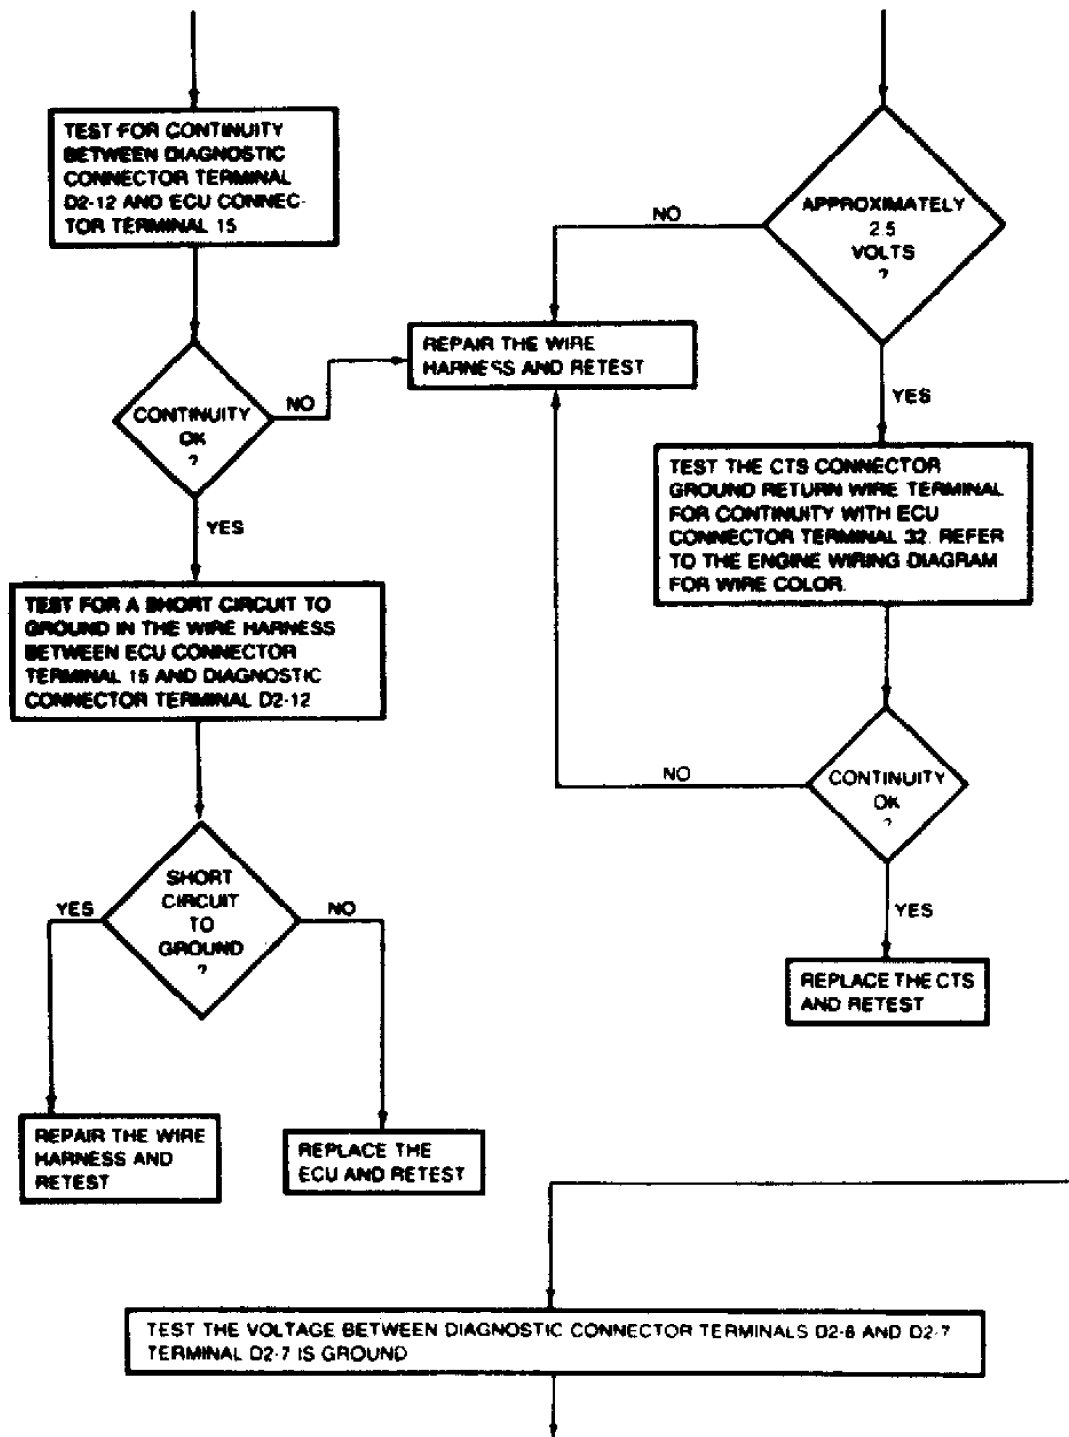 TEST FOR CONTINUITY
BETWEEN DIAGNOSTIC
CONNECTOR TERMINAL
D2-12 AND ECU CONNEC-
TOR TERMINAL 15
CONTINUITY
OK
?
NO
YES
TEST FOR A SHORT CIRCUIT TO
GROUND IN THE WIRE HARNESS
BETWEEN ECU CONNECTOR
TERMINAL 15 AND DIAGNOSTIC
CONNECTOR TERMINAL D2-12
SHORT
CIRCUIT
TO
GROUND
?
YES
NO
REPAIR THE WIRE
HARNESS AND
RETEST
REPLACE THE
ECU AND RETEST
APPROXIMATELY
2.5
VOLTS
?
NO
REPAIR THE WIRE
HARNESS AND RETEST
YES
TEST THE CTS CONNECTOR
GROUND RETURN WIRE TERMINAL
FOR CONTINUITY WITH ECU
CONNECTOR TERMINAL 32. REFER
TO THE ENGINE WIRING DIAGRAM
FOR WIRE COLOR.
CONTINUITY
OK
?
NO
YES
REPLACE THE CTS
AND RETEST
TEST THE VOLTAGE BETWEEN DIAGNOSTIC CONNECTOR TERMINALS D2-8 AND D2-7
TERMINAL D2-7 IS GROUND